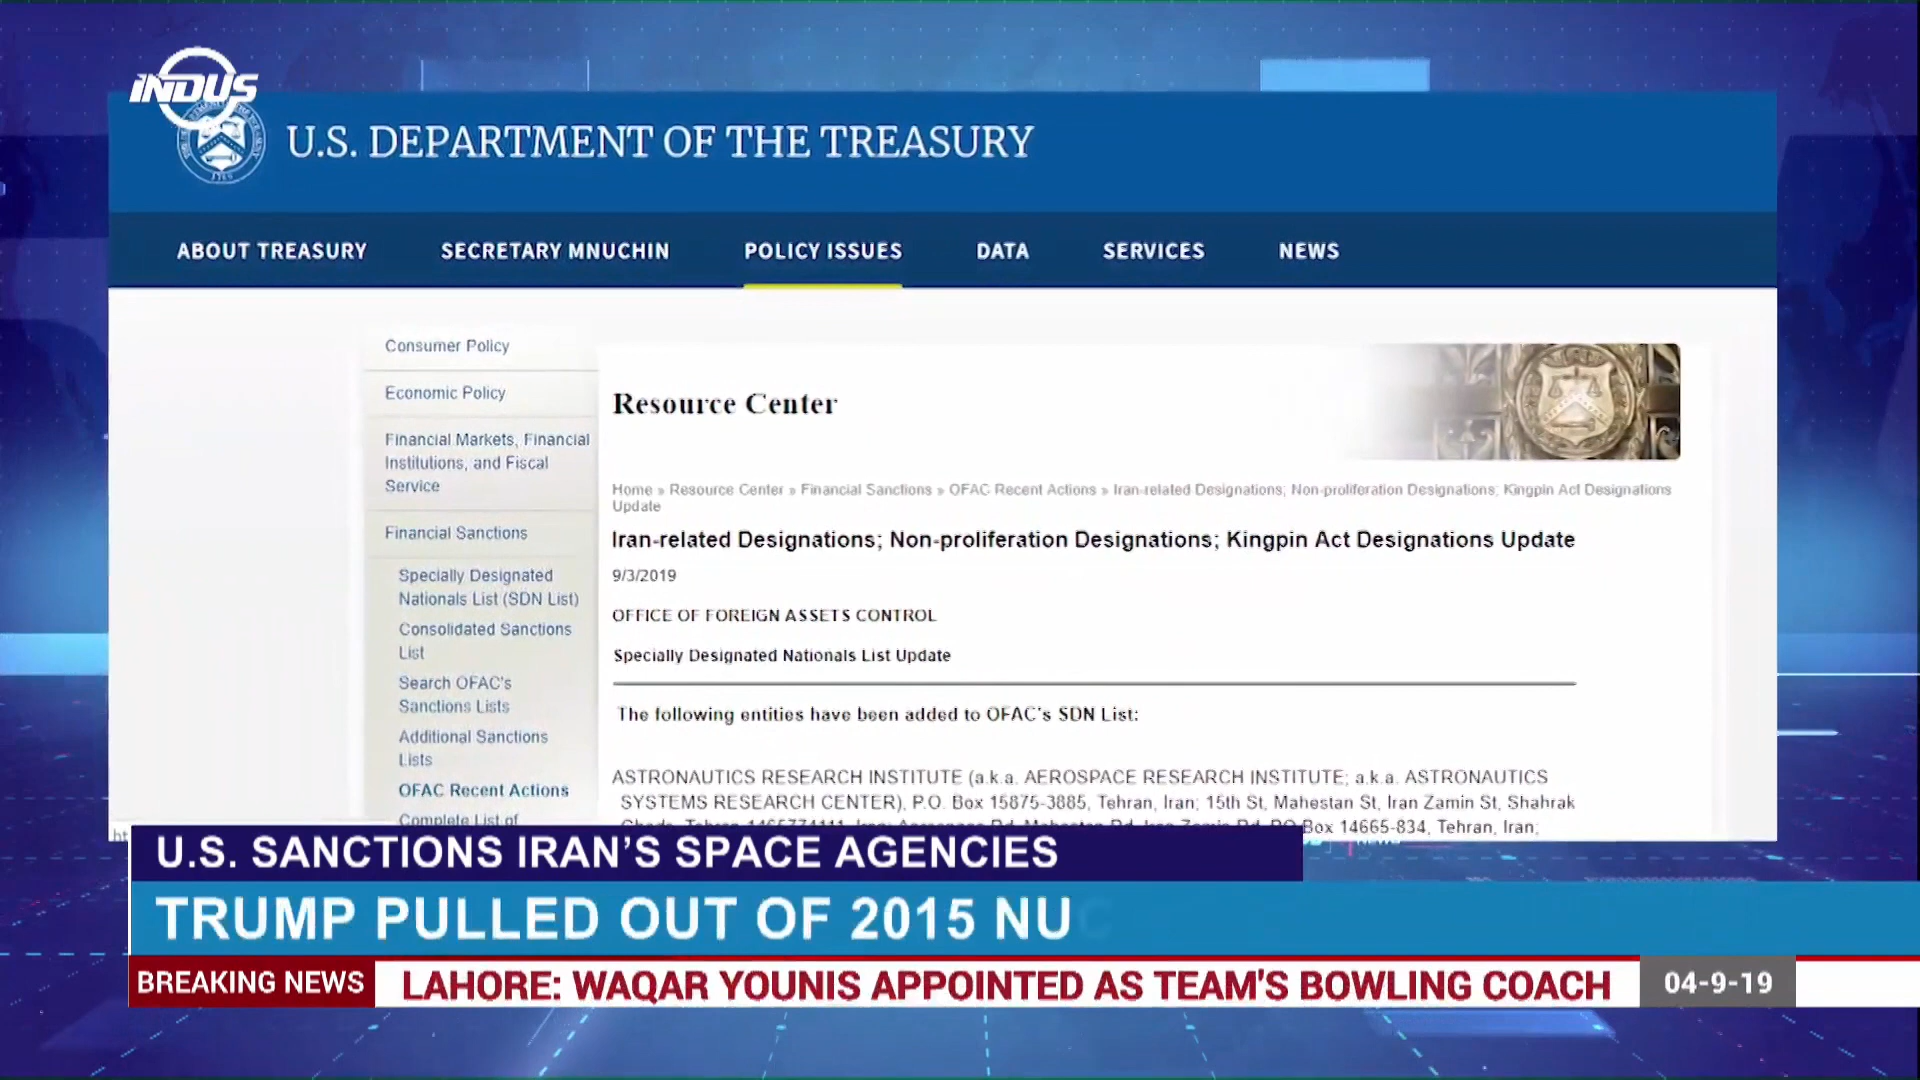 INDUS
U.S. DEPARTMENT OF THE TREASURY
ABOUT TREASURY SECRETARY MNUCHIN POLICY ISSUES DATA SERVICES NEWS
Consumer Policy
Economic Policy
Financial Markets, Financial
Institutions, and Fiscal
Service
Financial Sanctions
Specially Designated
Nationals List (SDN List)
Consolidated Sanctions
List
Search OFAC's
Sanctions Lists
Additional Sanctions
Lists
OFAC Recent Actions
Complete List of
Resource Center
Home » Resource Center » Financial Sanctions » OFAC Recent Actions » Iran-related Designations; Non-proliferation Designations; Kingpin Act Designations
Update
Iran-related Designations; Non-proliferation Designations; Kingpin Act Designations Update
9/3/2019
OFFICE OF FOREIGN ASSETS CONTROL
Specially Designated Nationals List Update
The following entities have been added to OFAC's SDN List:
ASTRONAUTICS RESEARCH INSTITUTE (a.k.a. AEROSPACE RESEARCH INSTITUTE; a.k.a. ASTRONAUTICS
SYSTEMS RESEARCH CENTER), P.O. Box 15875-3885, Tehran, Iran; 15th St, Mahestan St, Iran Zamin St, Shahrak
Box 14665-834, Tehran, Iran;
U.S. SANCTIONS IRAN'S SPACE AGENCIES
TRUMP PULLED OUT OF 2015 NU
BREAKING NEWS LAHORE: WAQAR YOUNIS APPOINTED AS TEAM'S BOWLING COACH 04-9-19